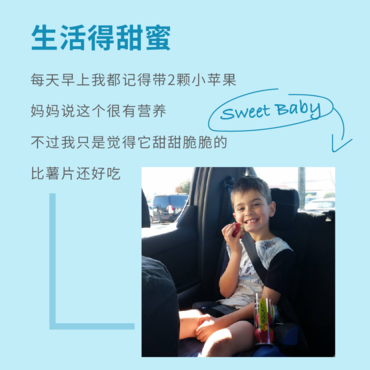 生活得甜蜜
每天早上我都记得带2颗小苹果
妈妈说这个很有营养
Sweet Baby
不过我只是觉得它甜甜脆脆的
比薯片还好吃